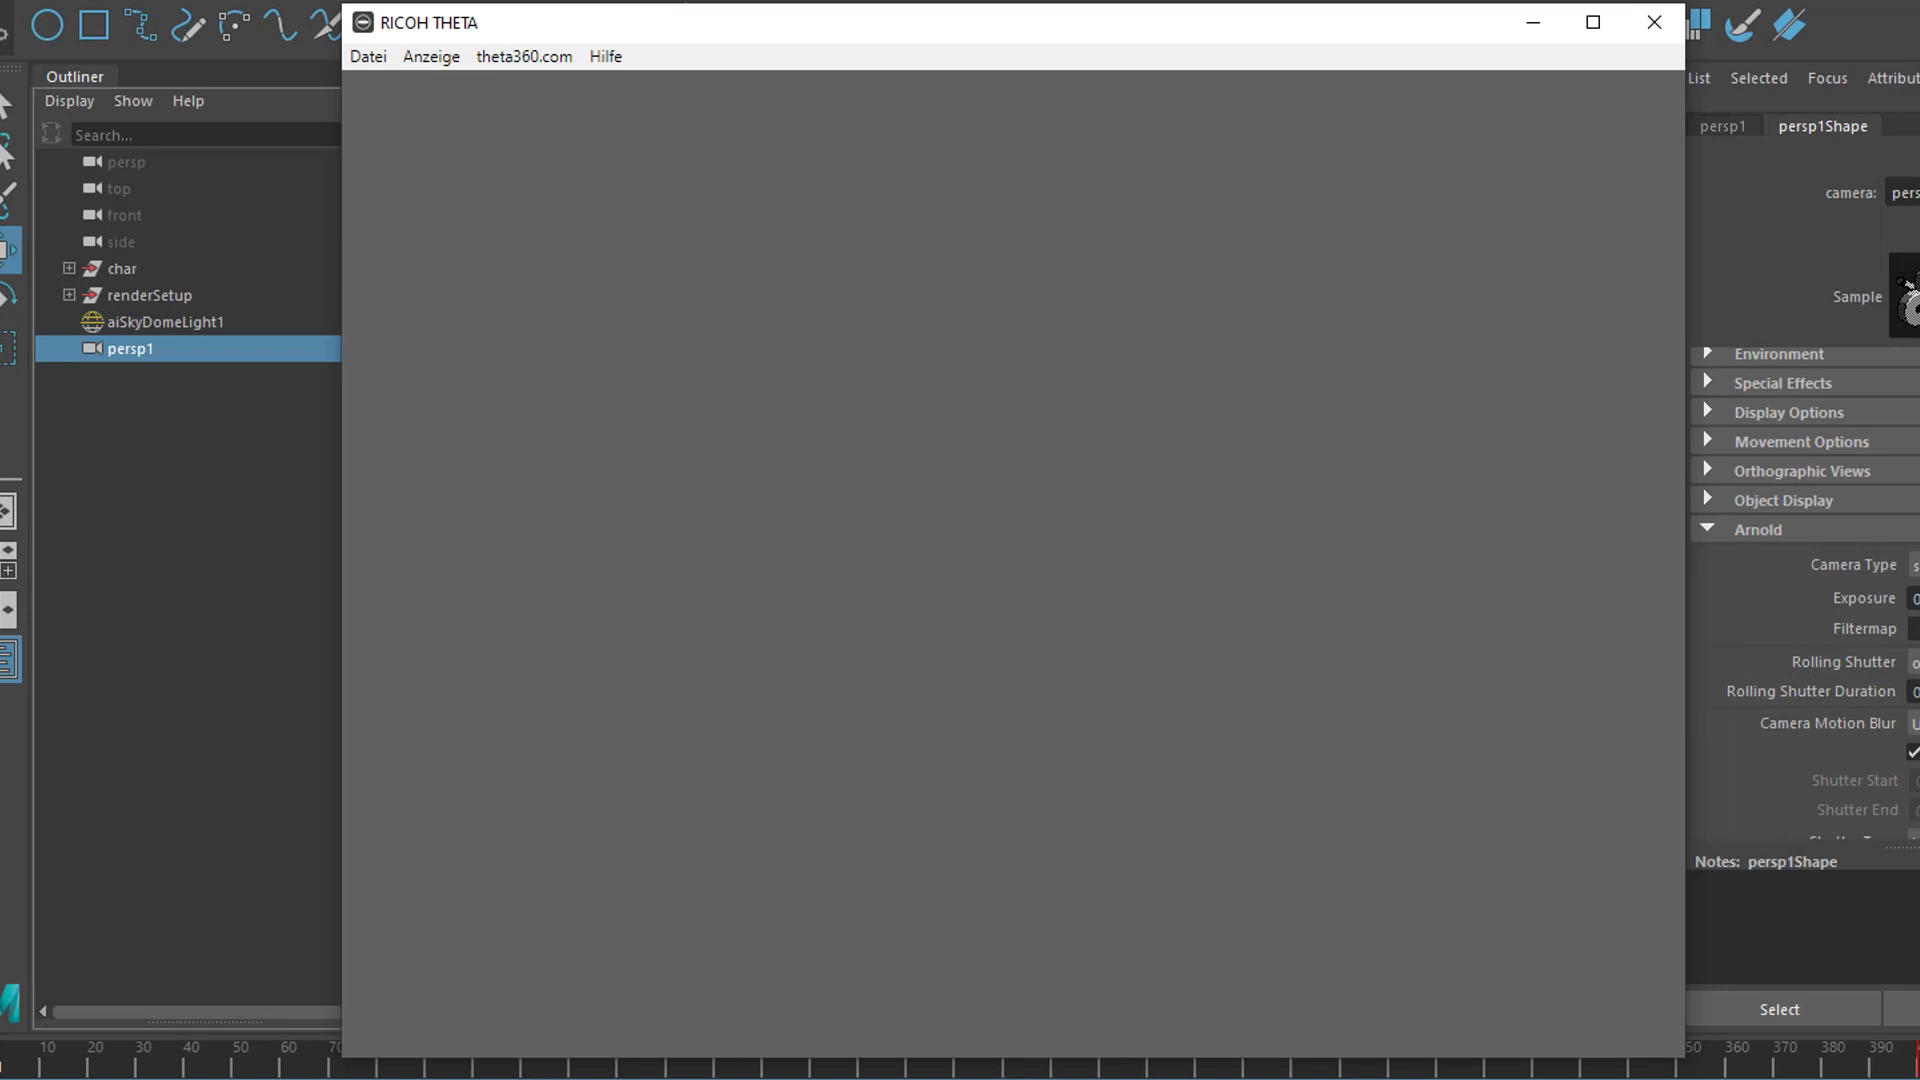 RICOH THETA
Datei Anzeige theta360.com Hilfe
Outliner
Display Show Help
Search...
persp
top
front
side
char
renderSetup
aiSkyDomeLight1
persp1
List Selected Focus
persp1 persp1Shape
camera:
Sample
Environment
Special Effects
Display Options
Movement Options
Orthographic Views
Object Display
Arnold
Camera Type
Exposure
Filtermap
Rolling Shutter
Rolling Shutter Duration
Camera Motion Blur
Shutter Start
Shutter End
Notes: persp1Shape
Select
10 20 30 40 50 60 360 370 380 390